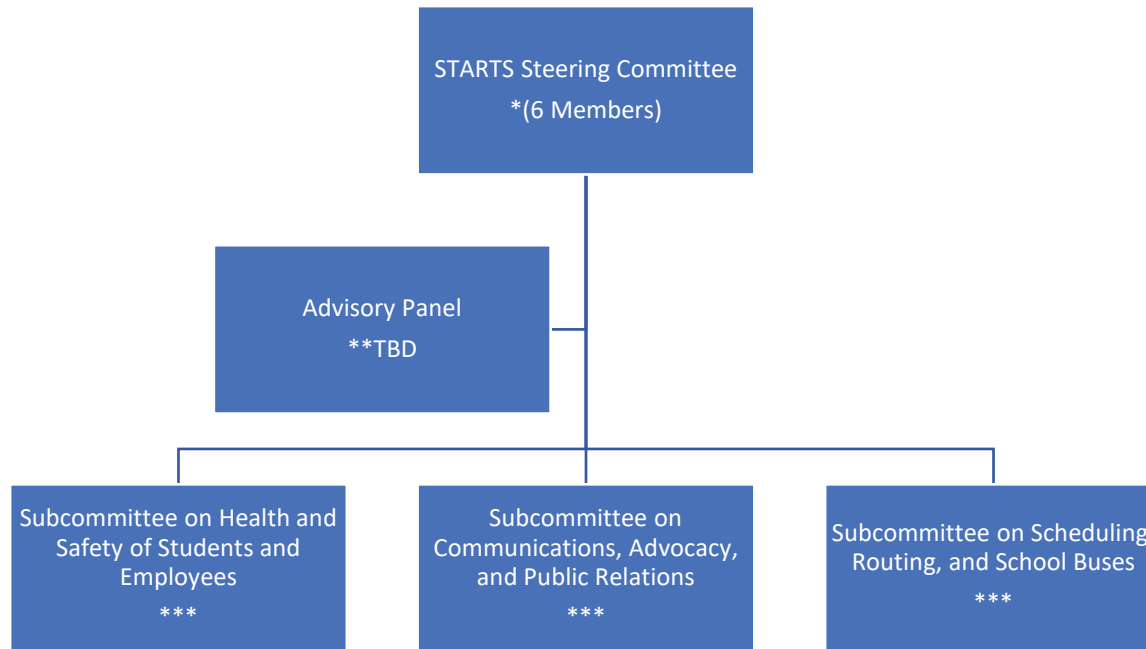 STARTS Steering Committee
*(6 Members)
Advisory Panel
**TBD
Subcommittee on Health and
Safety of Students and
Employees
***
Subcommittee on
Communications, Advocacy,
and Public Relations
***
Subcommittee on Scheduling
Routing, and School Buses
***